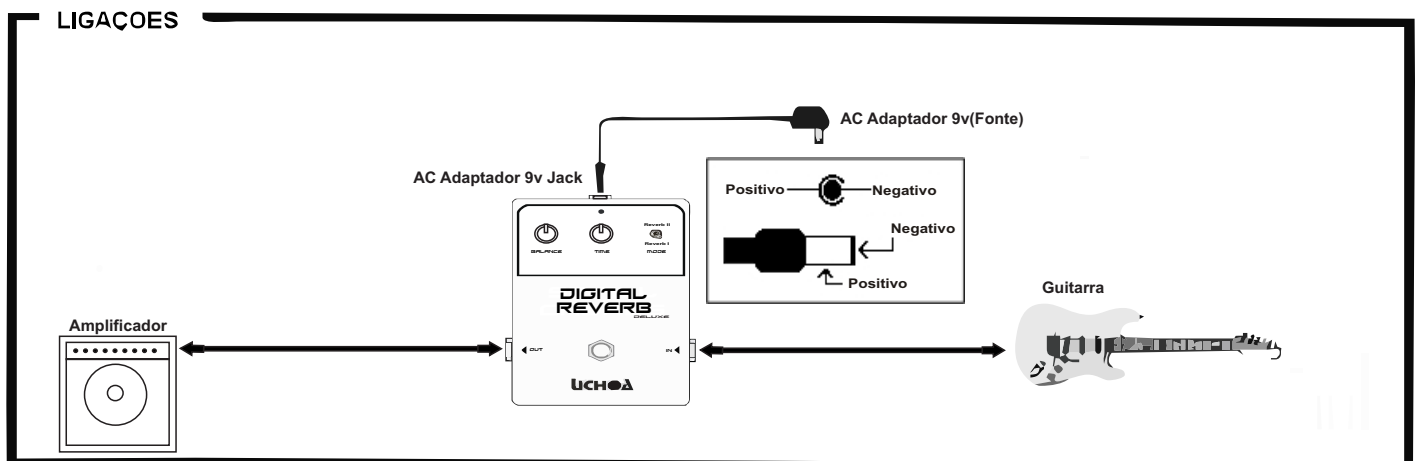 LIGAÇOES
AC Adaptador 9v(Fonte)
AC Adaptador 9v Jack
Positivo
Negativo
Negativo
Positivo
Reverb II
Reverb I
BALANCE
TIME
MODE
DIGITAL
REVERB
DELUXE
OUT
IN
UCHOA
Amplificador
Guitarra